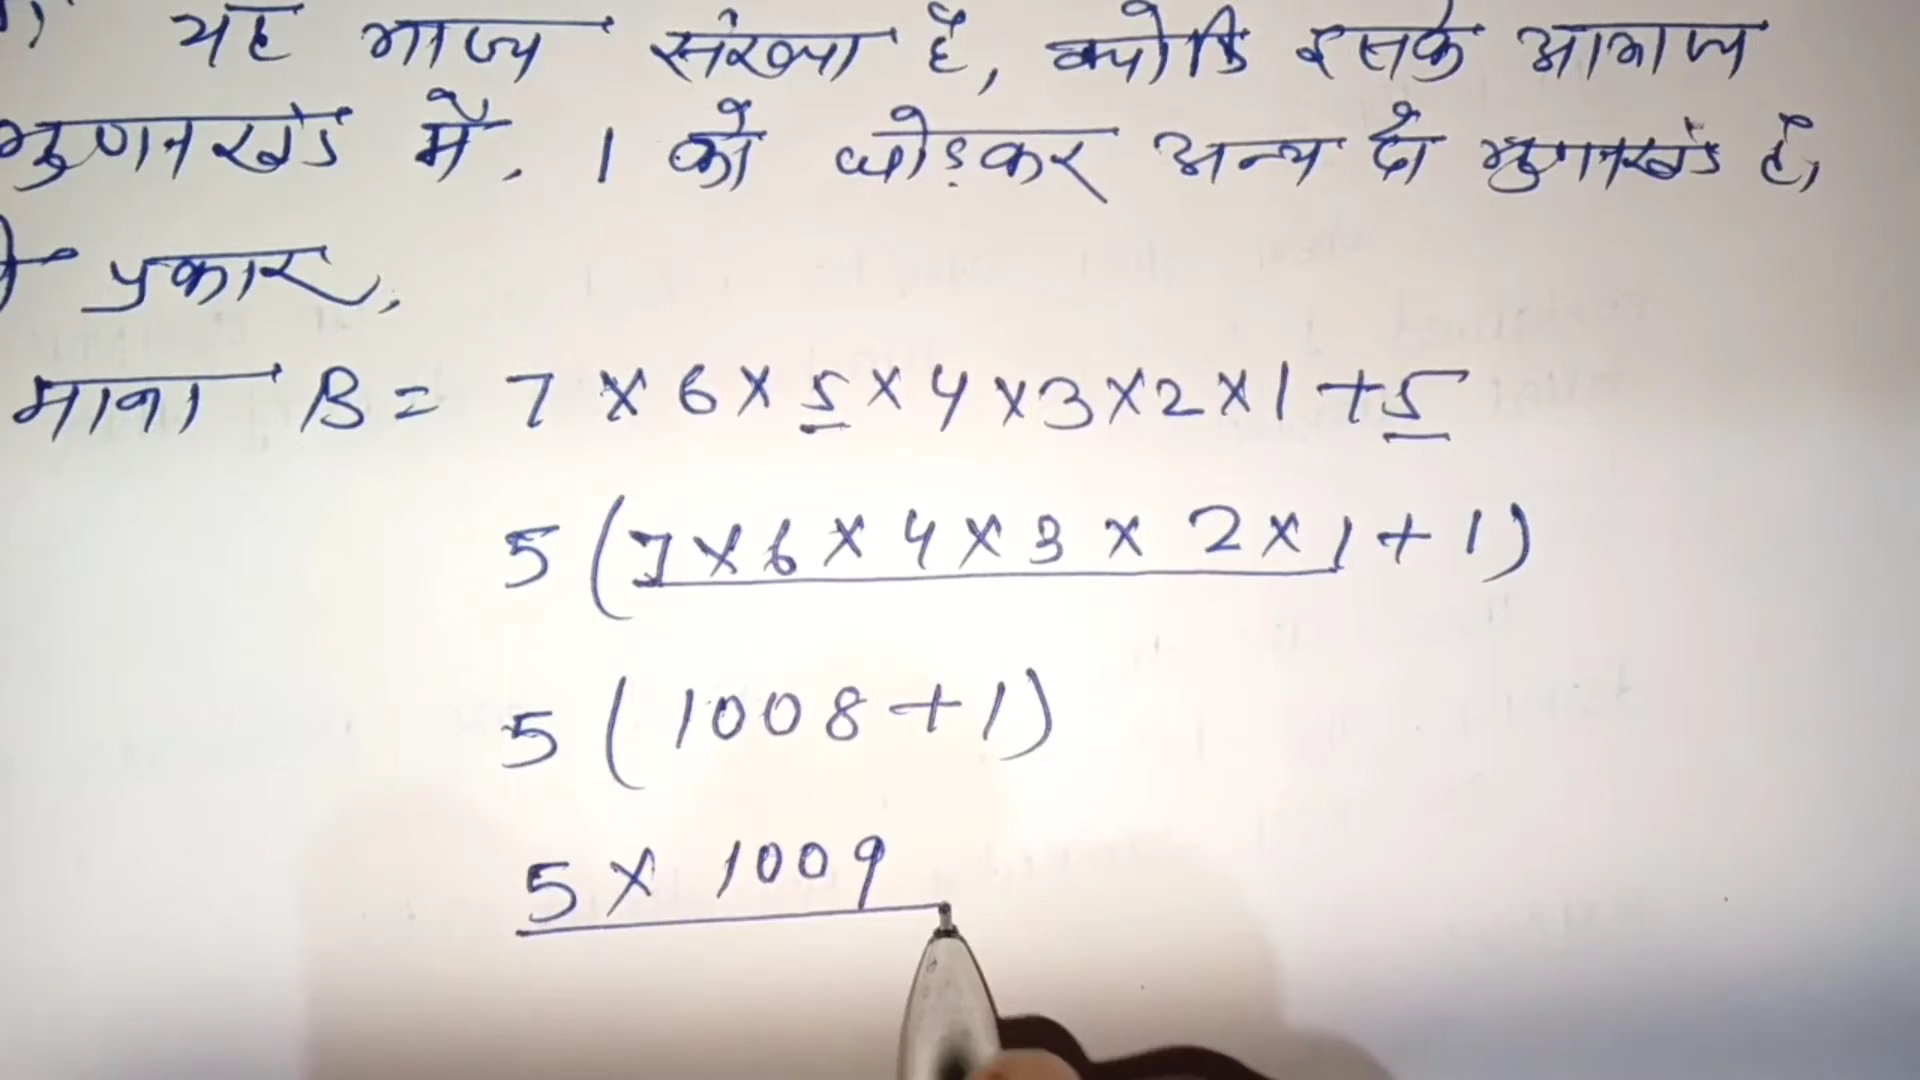 यह भाज्य संख्या है, क्योकि इसके अभाज्य
गुणनखंड में, 1 को छोड़कर अन्य दो गुणनखंड है,
प्रकार,
माना B = 7 × 6 × 5 × 4 × 3 × 2 × 1 + 5
5 (7 × 6 × 4 × 3 × 2 × 1 + 1)
5 ( 1008 + 1)
5 × 1009